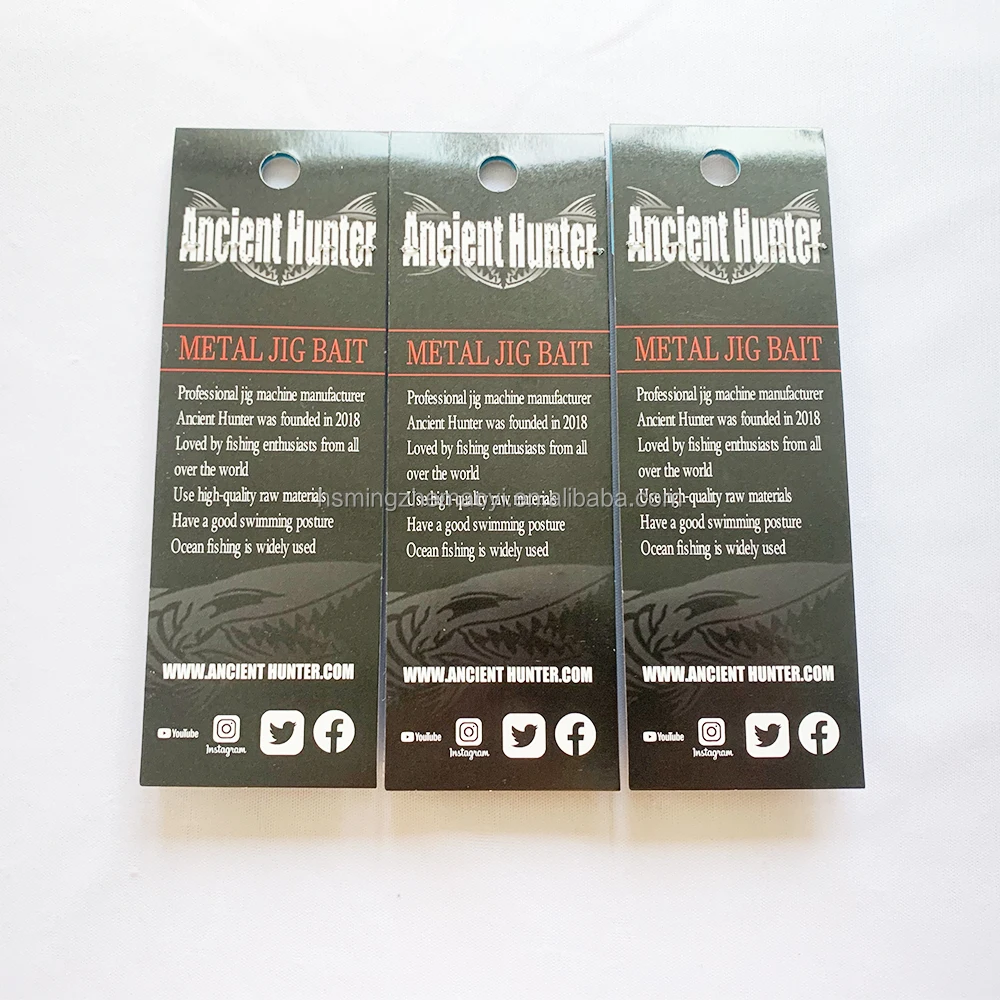 Ancient Hunter
METAL JIG BAIT
Professional jig machine manufacturer
Ancient Hunter was founded in 2018
Loved by fishing enthusiasts from all
over the world
Use high-quality raw materials
Have a good swimming posture
Ocean fishing is widely used
WWW.ANCIENT HUNTER.COM
YouTube
Instagram
Ancient Hunter
METAL JIG BAIT
Professional jig machine manufacturer
Ancient Hunter was founded in 2018
Loved by fishing enthusiasts from all
over the world
Use high-quality raw materials
Have a good swimming posture
Ocean fishing is widely used
WWW.ANCIENT HUNTER.COM
YouTube
Instagram
Ancient Hunter
METAL JIG BAIT
Professional jig machine manufacturer
Ancient Hunter was founded in 2018
Loved by fishing enthusiasts from all
over the world
Use high-quality raw materials
Have a good swimming posture
Ocean fishing is widely used
WWW.ANCIENT HUNTER.COM
YouTube
Instagram